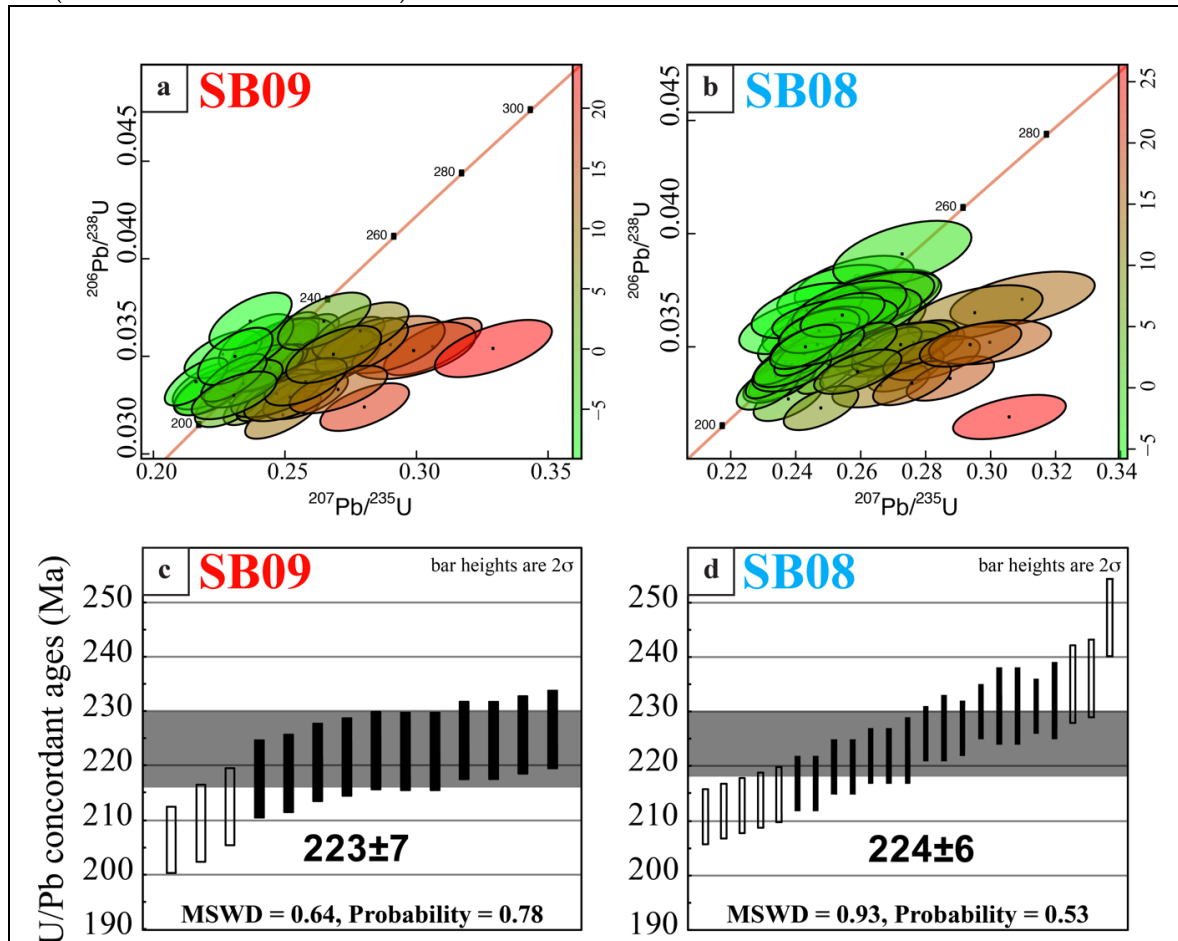 a SB09
0.045
0.040
0.035
0.030
206Pb/238U
200
240
260
280
300
20
15
10
5
0
−5
0.20 0.25 0.30 0.35
207Pb/235U
b SB08
0.045
0.040
0.035
206Pb/238U
200
260
280
25
20
15
10
5
0
−5
0.22 0.24 0.26 0.28 0.30 0.32 0.34
207Pb/235U
U/Pb concordant ages (Ma)
c SB09
bar heights are 2σ
250
240
230
220
210
200
190
223±7
MSWD = 0.64, Probability = 0.78
d SB08
bar heights are 2σ
250
240
230
220
210
200
190
224±6
MSWD = 0.93, Probability = 0.53